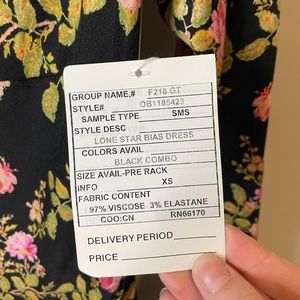 GROUP NAME,# F218 GT
STYLE# OB1185423
SAMPLE TYPE SMS
STYLE DESC
LONE STAR BIAS DRESS
COLORS AVAIL
BLACK COMBO
SIZE AVAIL-PRE RACK
INFO XS
FABRIC CONTENT
97% VISCOSE 3% ELASTANE
COO:CN RN66170
DELIVERY PERIOD
PRICE